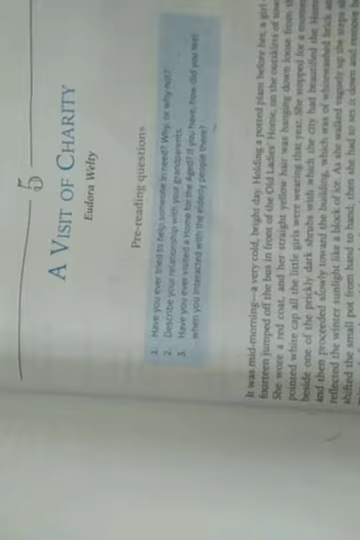 5
A VISIT OF CHARITY
Eudora Welty
Pre-reading questions
1. Have you ever tried to help someone in need? Why, or why not?
2. Describe your relationship with your grandparents.
3. Have you ever visited a Home for the Aged? If you have, how did you feel
when you interacted with the elderly people there?
It was mid-morning—a very cold, bright day. Holding a potted plant before her, a girl
fourteen jumped off the bus in front of the Old Ladies' Home, on the outskirts of
She wore a red coat, and her straight yellow hair was hanging down loose from
pointed white cap all the little girls were wearing that year. She stopped for a
beside one of the prickly dark shrubs with which the city had beautified the
and then proceeded slowly toward the building, which was of whitewashed brick
reflected the winter sunlight like a block of ice. As she walked vaguely up the steps
shifted the small pot from hand to hand; then she had to set it down and remove